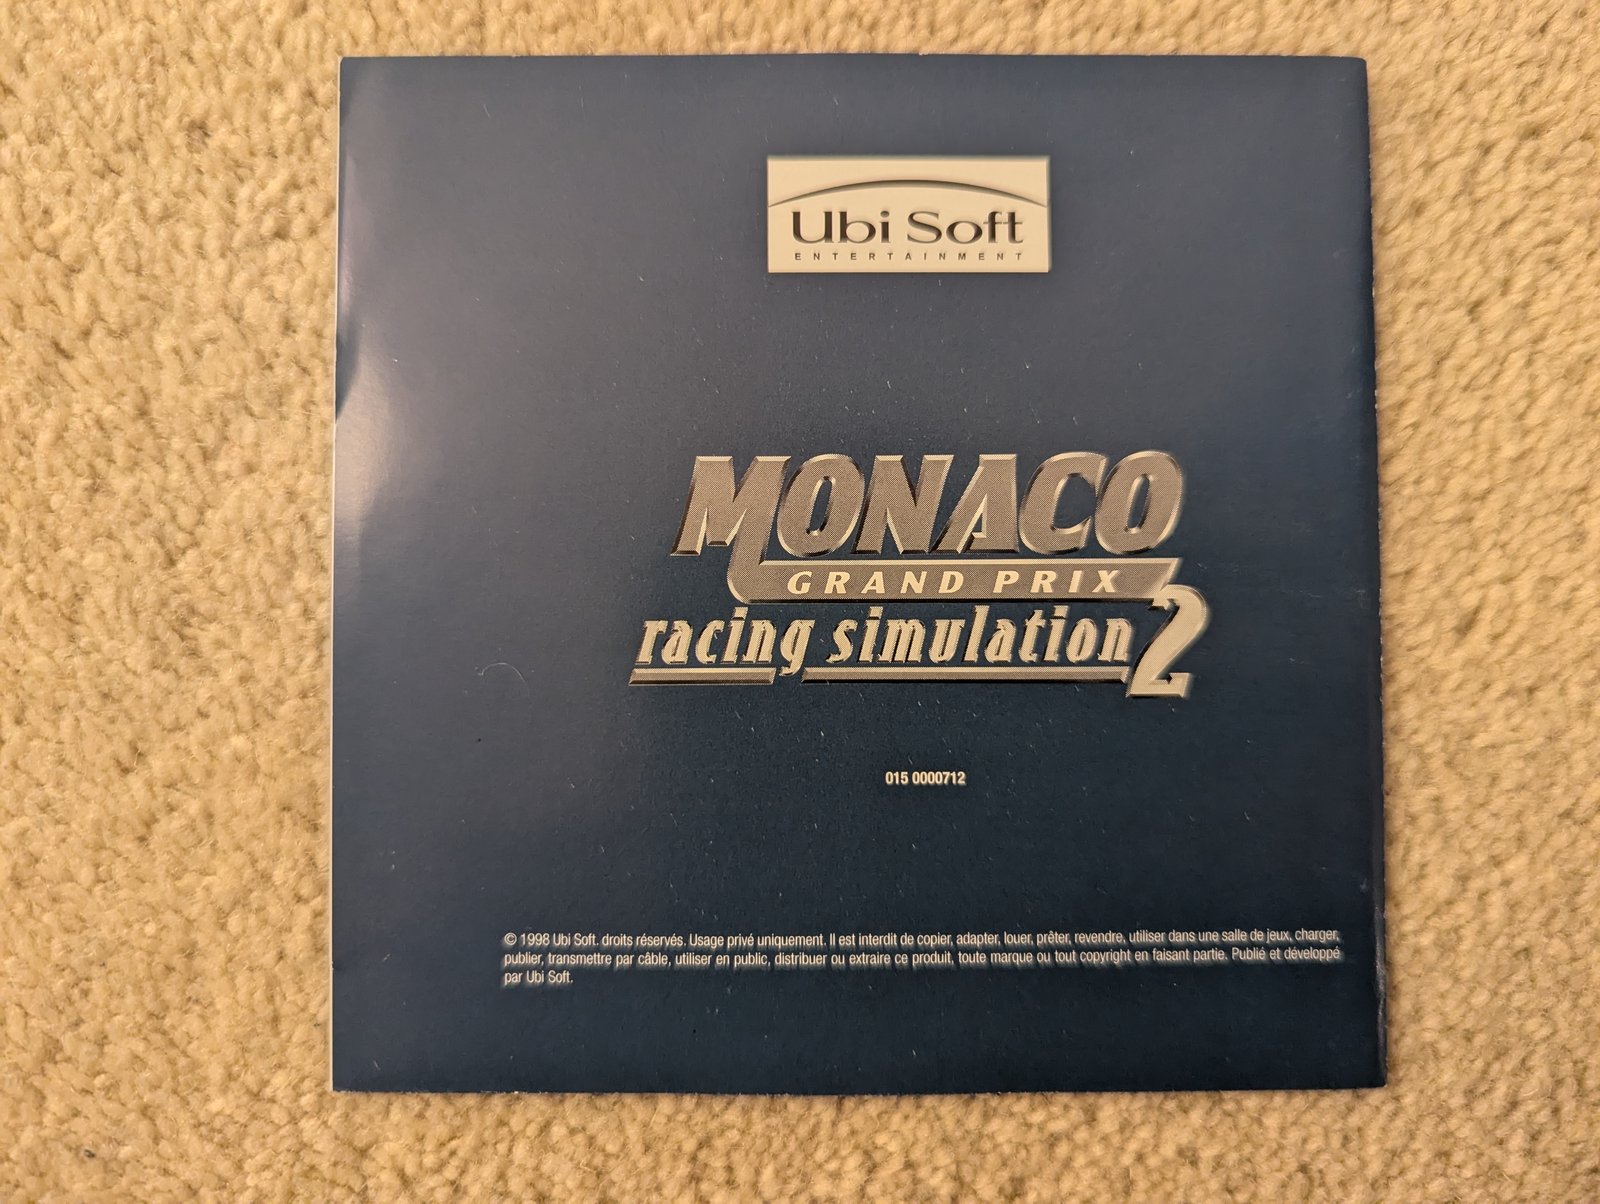 Ubi Soft
ENTERTAINMENT
MONACO
GRAND PRIX
racing simulation 2
015 0000712
© 1998 Ubi Soft. droits réservés. Usage privé uniquement. Il est interdit de copier, adapter, louer, prêter, revendre, utiliser dans une salle de jeux, charger,
publier, transmettre par câble, utiliser en public, distribuer ou extraire ce produit, toute marque ou tout copyright en faisant partie. Publié et développé
par Ubi Soft.